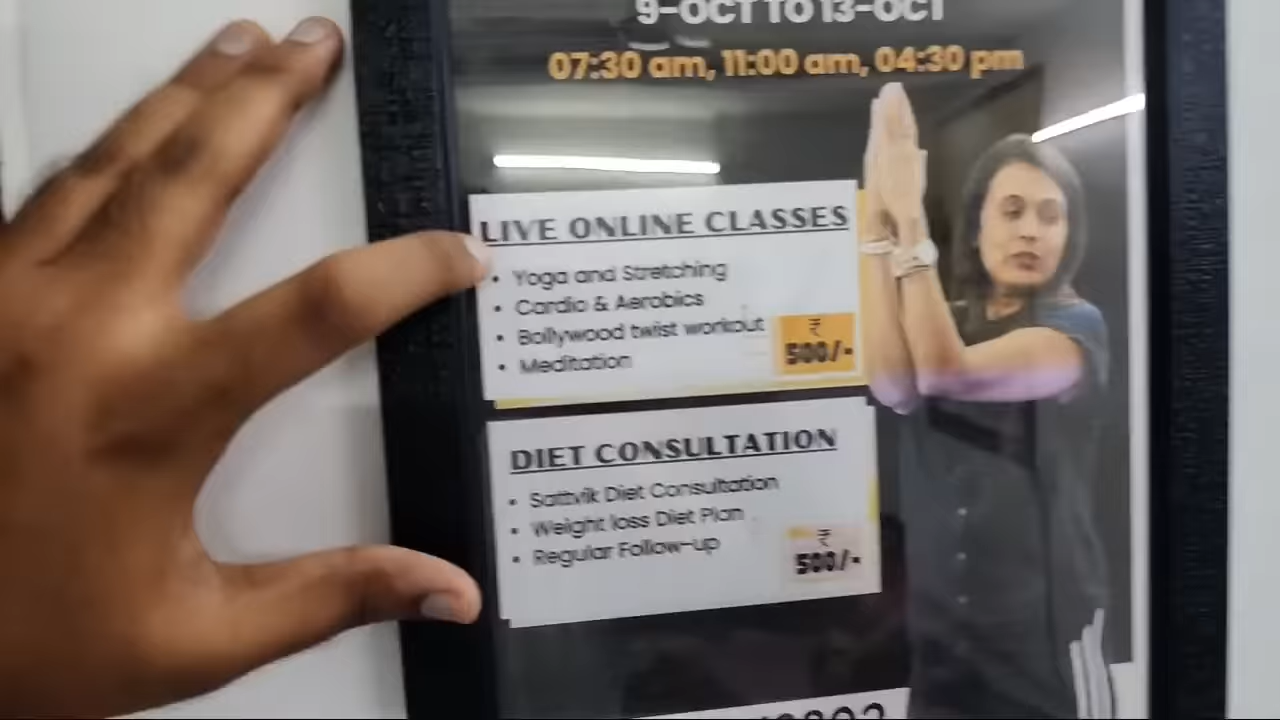 9-OCT TO 13-OCT
07:30 am, 11:00 am, 04:30 pm
LIVE ONLINE CLASSES
• Yoga and Stretching
• Cardio & Aerobics
• Bollywood twist workout
• Meditation
₹
500/-
DIET CONSULTATION
• Sattvik Diet Consultation
• Weight loss Diet Plan
• Regular Follow-up
₹
500/-